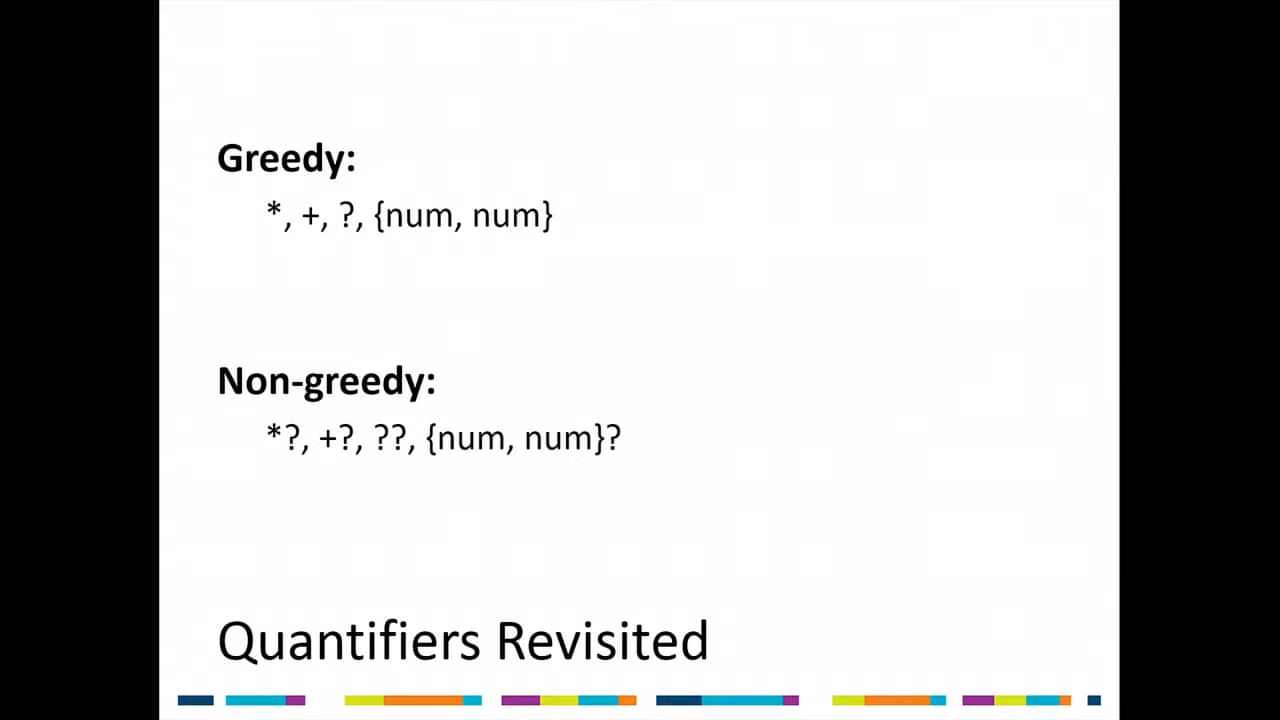 Greedy:
*, +, ?, {num, num}
Non-greedy:
*?, +?, ??, {num, num}?
Quantifiers Revisited